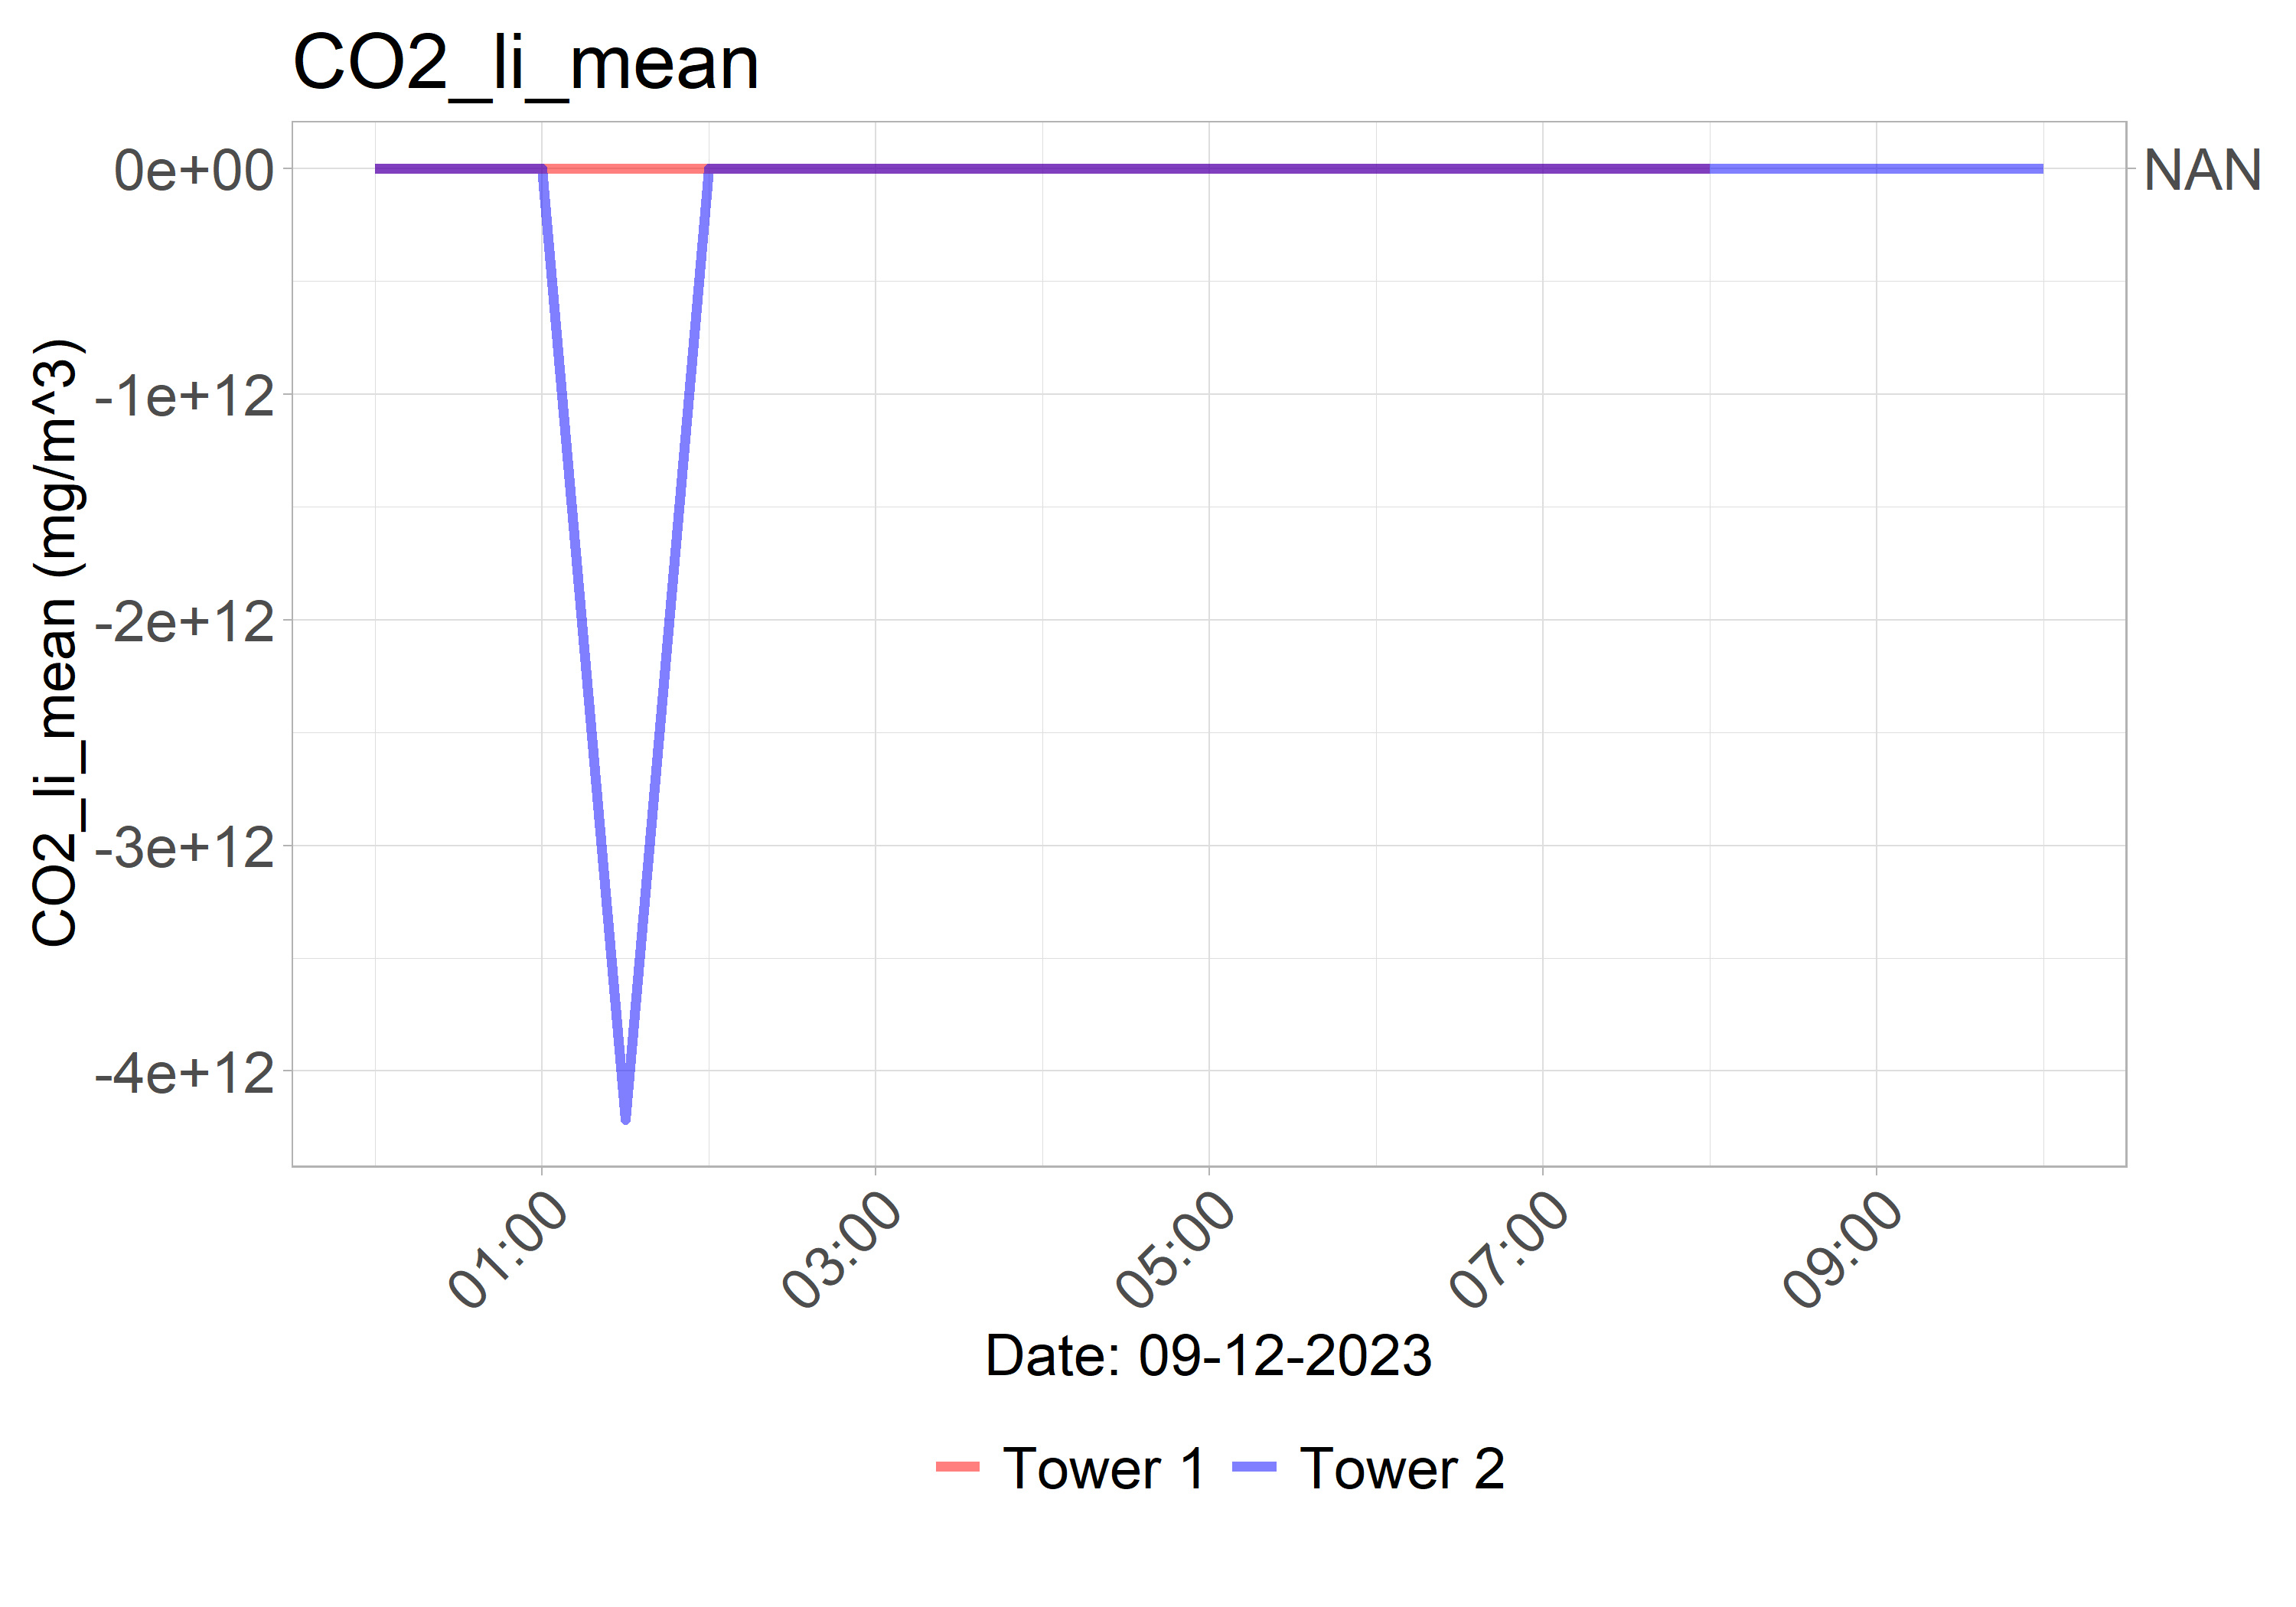 CO2_li_mean
CO2_li_mean (mg/m^3)
0e+00
-1e+12
-2e+12
-3e+12
-4e+12
NAN
01:00
03:00
05:00
07:00
09:00
Date: 09-12-2023
Tower 1
Tower 2